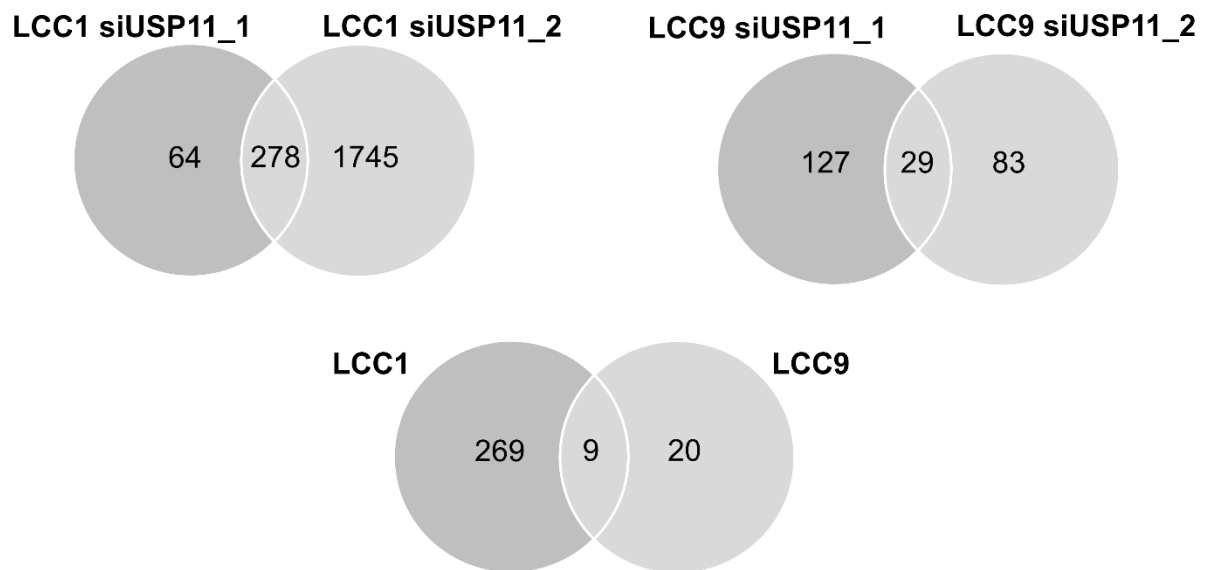 LCC1 siUSP11_1 LCC1 siUSP11_2 LCC9 siUSP11_1 LCC9 siUSP11_2
64 278 1745 127 29 83
LCC1 LCC9
269 9 20